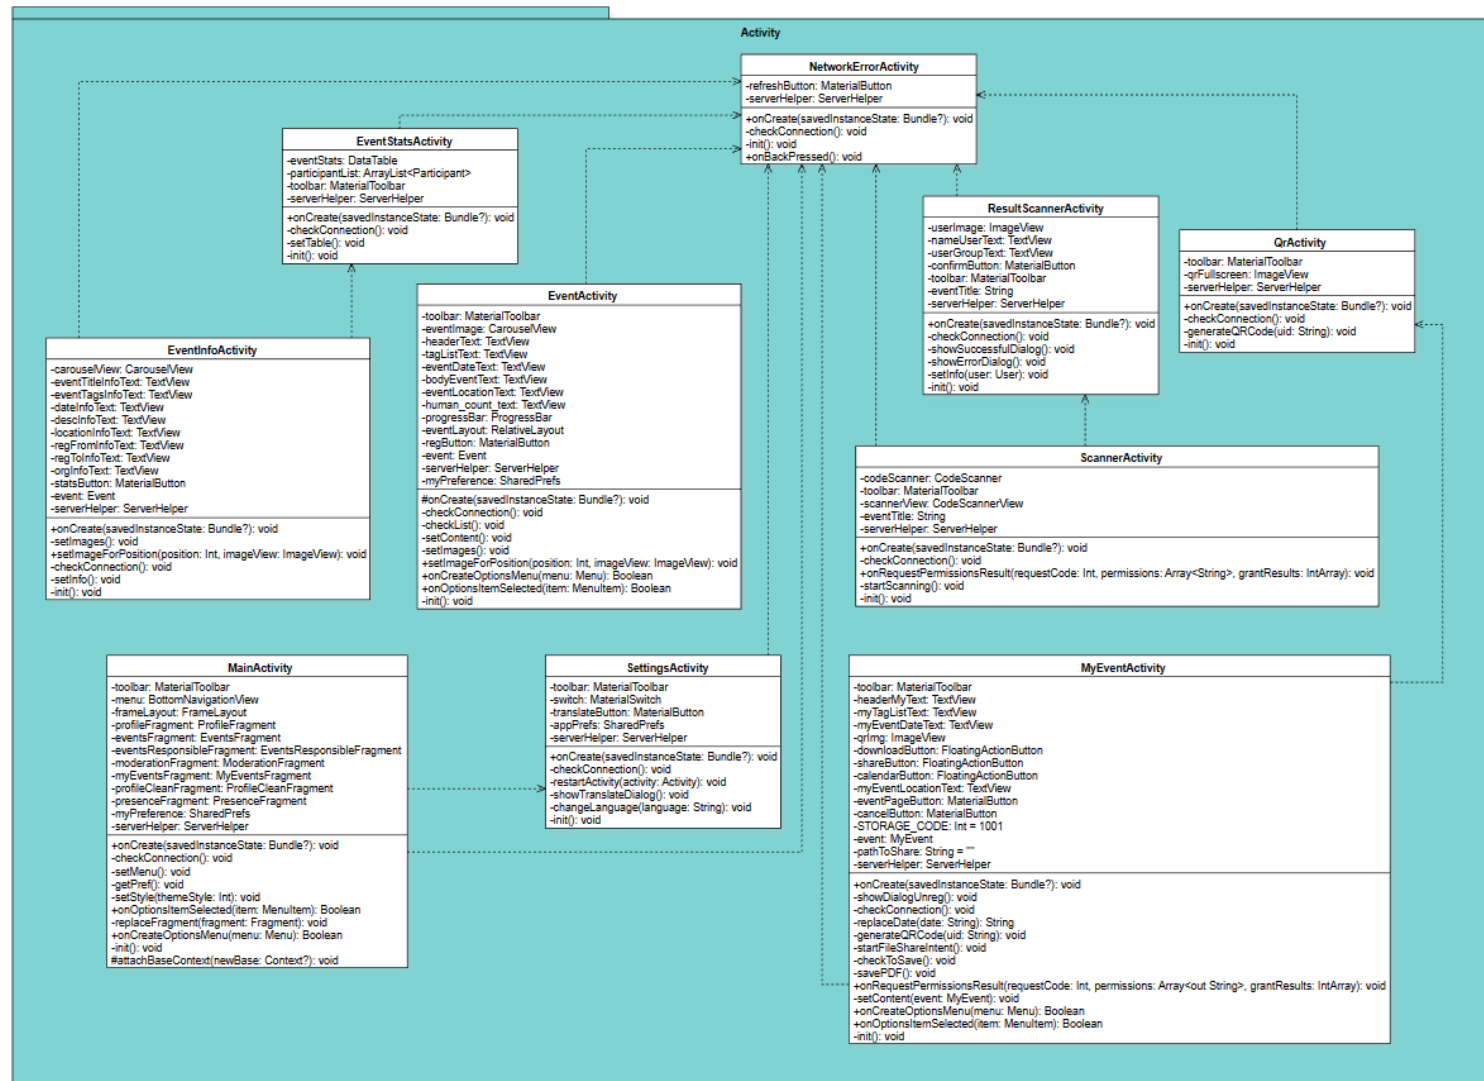 Activity
NetworkErrorActivity
-refreshButton: MaterialButton
-serverHelper: ServerHelper
+onCreate(savedInstanceState: Bundle?): void
-checkConnection(): void
-init(): void
+onBackPressed(): void
EventStatsActivity
-eventStats: DataTable
-participantList: ArrayList<Participant>
-toolbar: MaterialToolbar
-serverHelper: ServerHelper
+onCreate(savedInstanceState: Bundle?): void
-checkConnection(): void
-setTable(): void
-init(): void
ResultScannerActivity
-userImage: ImageView
-nameUserText: TextView
-userGroupText: TextView
-confirmButton: MaterialButton
-toolbar: MaterialToolbar
-eventTitle: String
-serverHelper: ServerHelper
+onCreate(savedInstanceState: Bundle?): void
-checkConnection(): void
-showSuccessfulDialog(): void
-showErrorDialog(): void
-setInfo(user: User): void
-init(): void
QrActivity
-toolbar: MaterialToolbar
-qrFullscreen: ImageView
-serverHelper: ServerHelper
+onCreate(savedInstanceState: Bundle?): void
-checkConnection(): void
-generateQRCode(uid: String): void
-init(): void
EventInfoActivity
-carouselView: CarouselView
-eventTitleInfoText: TextView
-eventTagsInfoText: TextView
-dateInfoText: TextView
-descInfoText: TextView
-locationInfoText: TextView
-regFromInfoText: TextView
-regToInfoText: TextView
-orgInfoText: TextView
-statsButton: MaterialButton
-event: Event
-serverHelper: ServerHelper
+onCreate(savedInstanceState: Bundle?): void
-setImages(): void
+setImageForPosition(position: Int, imageView: ImageView): void
-checkConnection(): void
-setInfo(): void
-init(): void
EventActivity
-toolbar: MaterialToolbar
-eventImage: CarouselView
-headerText: TextView
-tagListText: TextView
-eventDateText: TextView
-bodyEventText: TextView
-eventLocationText: TextView
-human_count_text: TextView
-progressBar: ProgressBar
-eventLayout: RelativeLayout
-regButton: MaterialButton
-event: Event
-serverHelper: ServerHelper
-myPreference: SharedPrefs
#onCreate(savedInstanceState: Bundle?): void
-checkConnection(): void
-checkList(): void
-setContent(): void
-setImages(): void
+setImageForPosition(position: Int, imageView: ImageView): void
+onCreateOptionsMenu(menu: Menu): Boolean
+onOptionsItemSelected(item: MenuItem): Boolean
-init(): void
ScannerActivity
-codeScanner: CodeScanner
-toolbar: MaterialToolbar
-scannerView: CodeScannerView
-eventTitle: String
-serverHelper: ServerHelper
+onCreate(savedInstanceState: Bundle?): void
-checkConnection(): void
+onRequestPermissionsResult(requestCode: Int, permissions: Array<String>, grantResults: IntArray): void
-startScanning(): void
-init(): void
MainActivity
-toolbar: MaterialToolbar
-menu: BottomNavigationView
-frameLayout: FrameLayout
-profileFragment: ProfileFragment
-eventsFragment: EventsFragment
-eventsResponsibleFragment: EventsResponsibleFragment
-moderationFragment: ModerationFragment
-myEventsFragment: MyEventsFragment
-profileCleanFragment: ProfileCleanFragment
-presenceFragment: PresenceFragment
-myPreference: SharedPrefs
-serverHelper: ServerHelper
+onCreate(savedInstanceState: Bundle?): void
-checkConnection(): void
-setMenu(): void
-getPref(): void
-setStyle(themeStyle: Int): void
+onOptionsItemSelected(item: MenuItem): Boolean
-replaceFragment(fragment: Fragment): void
+onCreateOptionsMenu(menu: Menu): Boolean
-init(): void
#attachBaseContext(newBase: Context?): void
SettingsActivity
-toolbar: MaterialToolbar
-switch: MaterialSwitch
-translateButton: MaterialButton
-appPrefs: SharedPrefs
-serverHelper: ServerHelper
+onCreate(savedInstanceState: Bundle?): void
-checkConnection(): void
-restartActivity(activity: Activity): void
-showTranslateDialog(): void
-changeLanguage(language: String): void
-init(): void
MyEventActivity
-toolbar: MaterialToolbar
-headerMyText: TextView
-myTagListText: TextView
-myEventDateText: TextView
-qrImg: ImageView
-downloadButton: FloatingActionButton
-shareButton: FloatingActionButton
-calendarButton: FloatingActionButton
-myEventLocationText: TextView
-eventPageButton: MaterialButton
-cancelButton: MaterialButton
-STORAGE_CODE: Int = 1001
-event: MyEvent
-pathToShare: String = ""
-serverHelper: ServerHelper
+onCreate(savedInstanceState: Bundle?): void
-showDialogUnreg(): void
-checkConnection(): void
-replaceDate(date: String): String
-generateQRCode(uid: String): void
-startFileShareIntent(): void
-checkToSave(): void
-savePDF(): void
+onRequestPermissionsResult(requestCode: Int, permissions: Array<out String>, grantResults: IntArray): void
-setContent(event: MyEvent): void
+onCreateOptionsMenu(menu: Menu): Boolean
+onOptionsItemSelected(item: MenuItem): Boolean
-init(): void